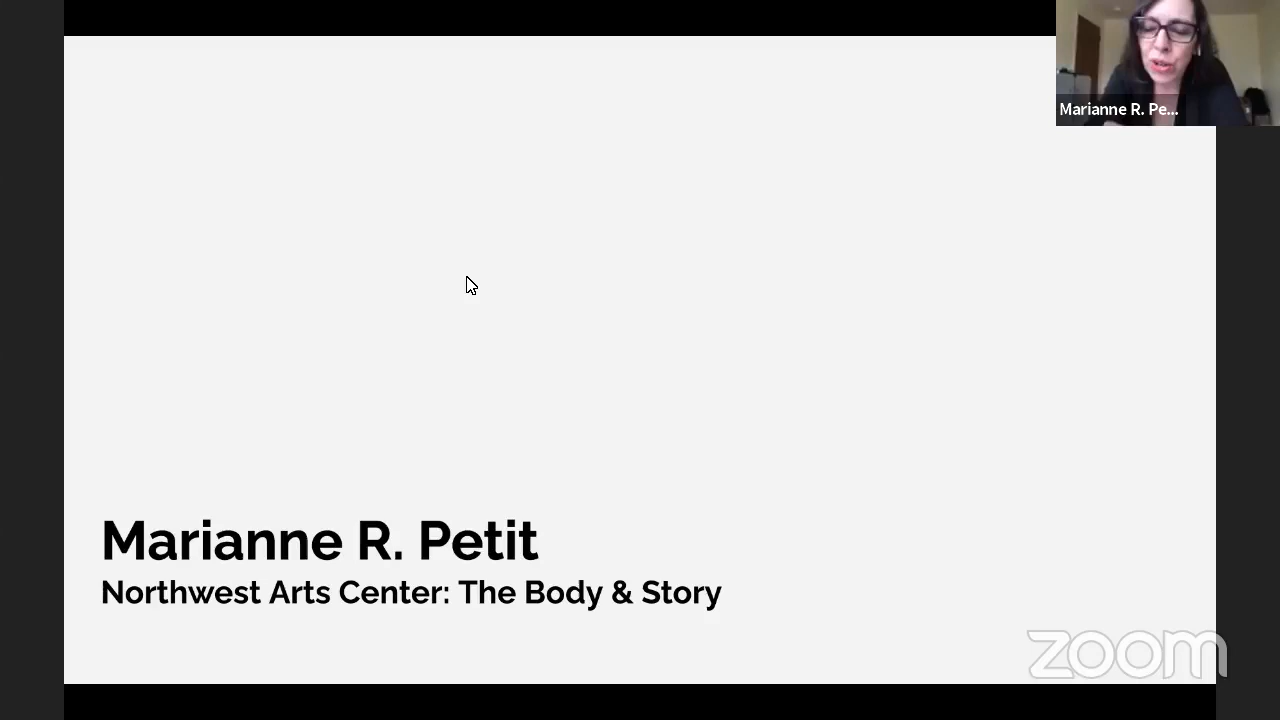 Marianne R. Pe...
Marianne R. Petit
Northwest Arts Center: The Body & Story
zoom